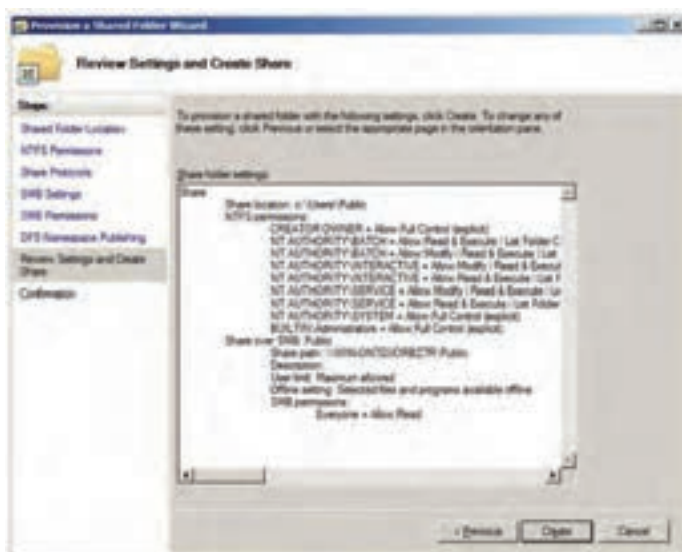 Provision a Shared Folder Wizard
Review Settings and Create Share
Steps:
Shared Folder Location
NTFS Permissions
Share Protocols
SMB Settings
SMB Permissions
DFS Namespace Publishing
Review Settings and Create
Share
Confirmation
To provision a shared folder with the following settings, click Create. To change any of
these setting, click Previous or select the appropriate page in the orientation pane.
Share folder settings:
Share
Share location: c:\Users\Public
NTFS permissions:
CREATOR OWNER = Allow Full Control (explicit)
NT AUTHORITY\BATCH = Allow Read & Execute | List Folder C
NT AUTHORITY\BATCH = Allow Modify | Read & Execute | List
NT AUTHORITY\INTERACTIVE = Allow Modify | Read & Execut
NT AUTHORITY\INTERACTIVE = Allow Read & Execute | List F
NT AUTHORITY\SERVICE = Allow Modify | Read & Execute | Li
NT AUTHORITY\SERVICE = Allow Read & Execute | List Folder
NT AUTHORITY\SYSTEM = Allow Full Control (explicit)
BUILTIN\Administrators = Allow Full Control (explicit)
Share over SMB: Public
Share path: Public
Description:
User limit: Maximum allowed
Offline setting: Selected files and programs available offline
SMB permissions:
Everyone = Allow Read
< Previous Create Cancel